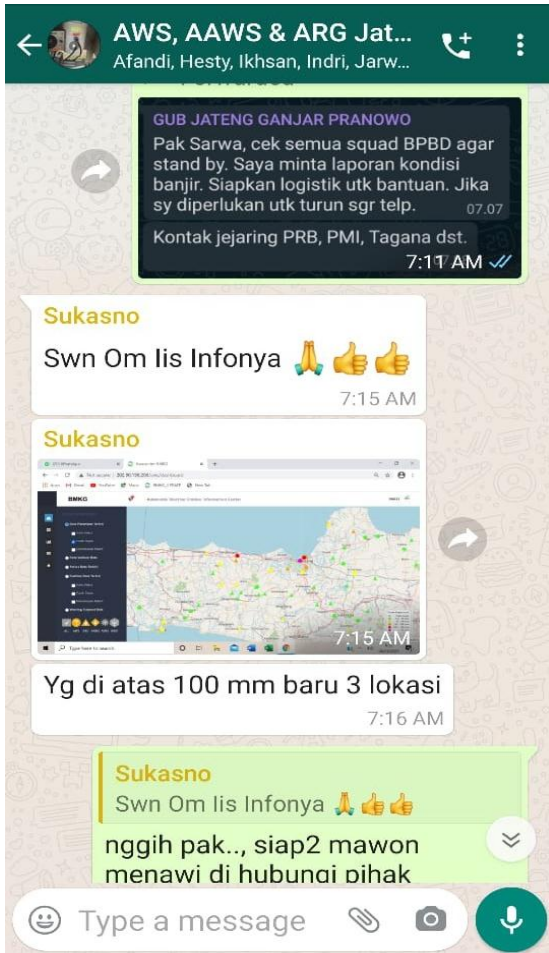 AWS, AAWS & ARG Jat...
Afandi, Hesty, Ikhsan, Indri, Jarw...
GUB JATENG GANJAR PRANOWO
Pak Sarwa, cek semua squad BPBD agar
stand by. Saya minta laporan kondisi
banjir. Siapkan logistik utk bantuan. Jika
sy diperlukan utk turun sgr telp. 07.07
Kontak jejaring PRB, PMI, Tagana dst.
7:11 AM
Sukasno
Swn Om Iis Infonya 🙏👍👍
7:15 AM
Sukasno
BMKG
7:15 AM
Yg di atas 100 mm baru 3 lokasi
7:16 AM
Sukasno
Swn Om Iis Infonya 🙏👍👍
nggih pak.., siap2 mawon
menawi di hubungi pihak
Type a message